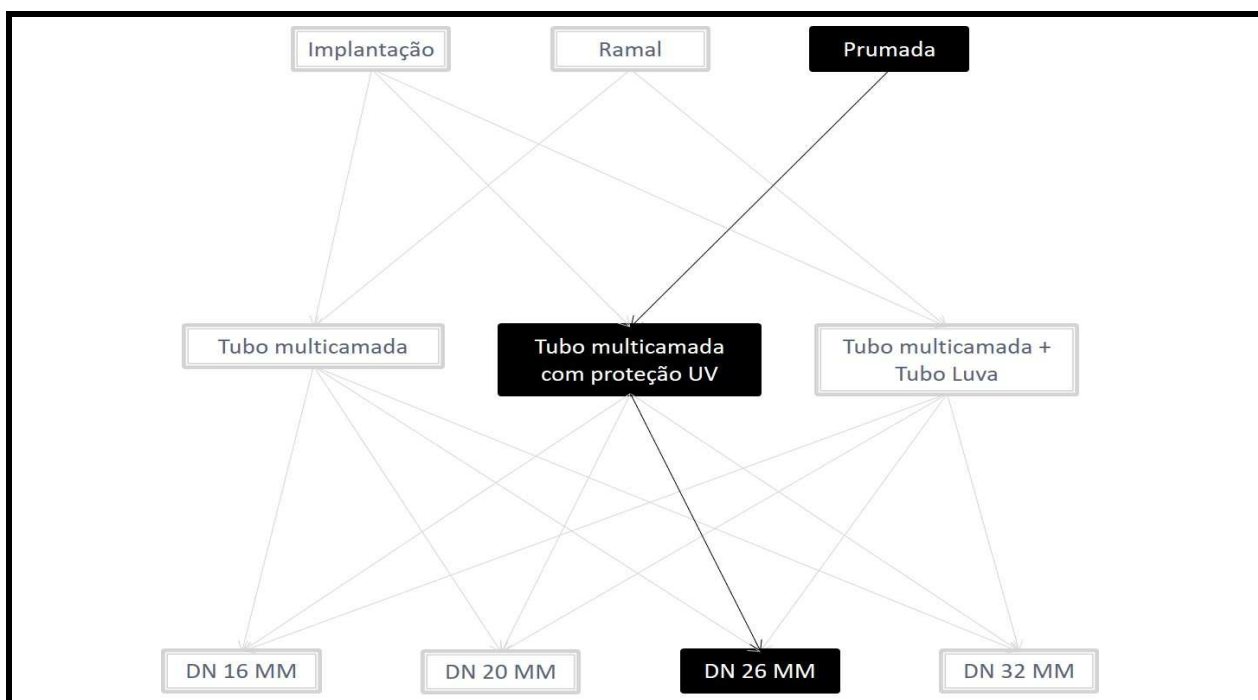 Implantação
Ramal
Prumada
Tubo multicamada
Tubo multicamada
com proteção UV
Tubo multicamada +
Tubo Luva
DN 16 MM
DN 20 MM
DN 26 MM
DN 32 MM